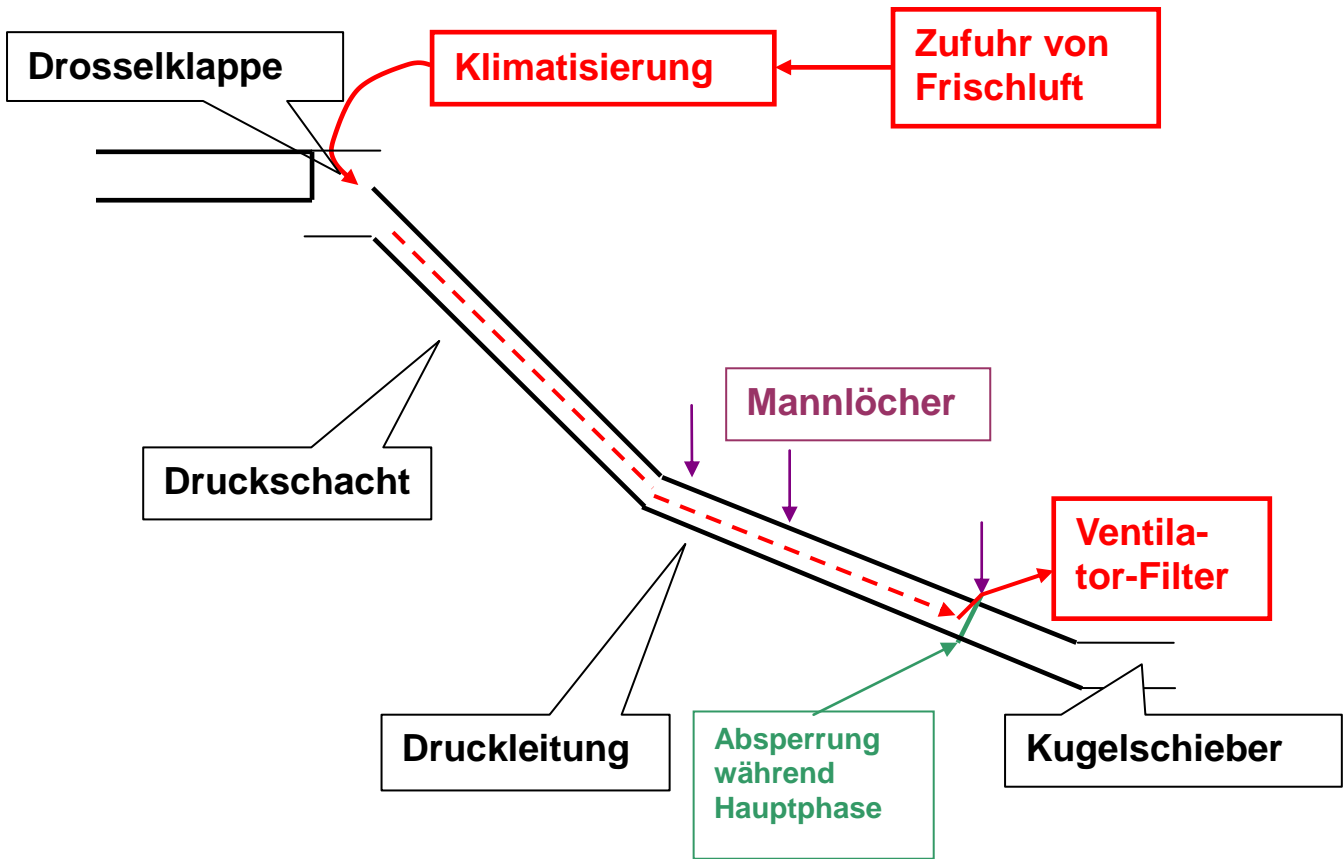 Drosselklappe
Klimatisierung
Zufuhr von
Frischluft
Mannlöcher
Druckschacht
Ventila-
tor-Filter
Druckleitung
Absperrung
während
Hauptphase
Kugelschieber